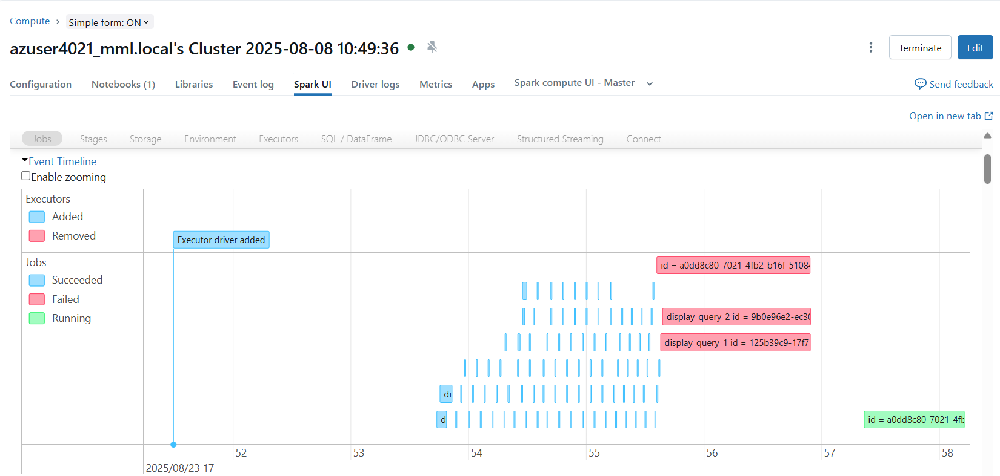 Compute › Simple form: ON
azuser4021_mml.local's Cluster 2025-08-08 10:49:36
Terminate
Edit
Configuration Notebooks (1) Libraries Event log Spark UI Driver logs Metrics Apps Spark compute UI - Master
Send feedback
Open in new tab
Jobs Stages Storage Environment Executors SQL / DataFrame JDBC/ODBC Server Structured Streaming Connect
Event Timeline
Enable zooming
Executors
Added
Removed
Executor driver added
Jobs
Succeeded
Failed
Running
id = a0dd8c80-7021-4fb2-b16f-5108
display_query_2 id = 9b0e96e2-ec30
display_query_1 id = 125b39c9-17f7
di
d
id = a0dd8c80-7021-4fb
52 53 54 55 56 57 58
2025/08/23 17